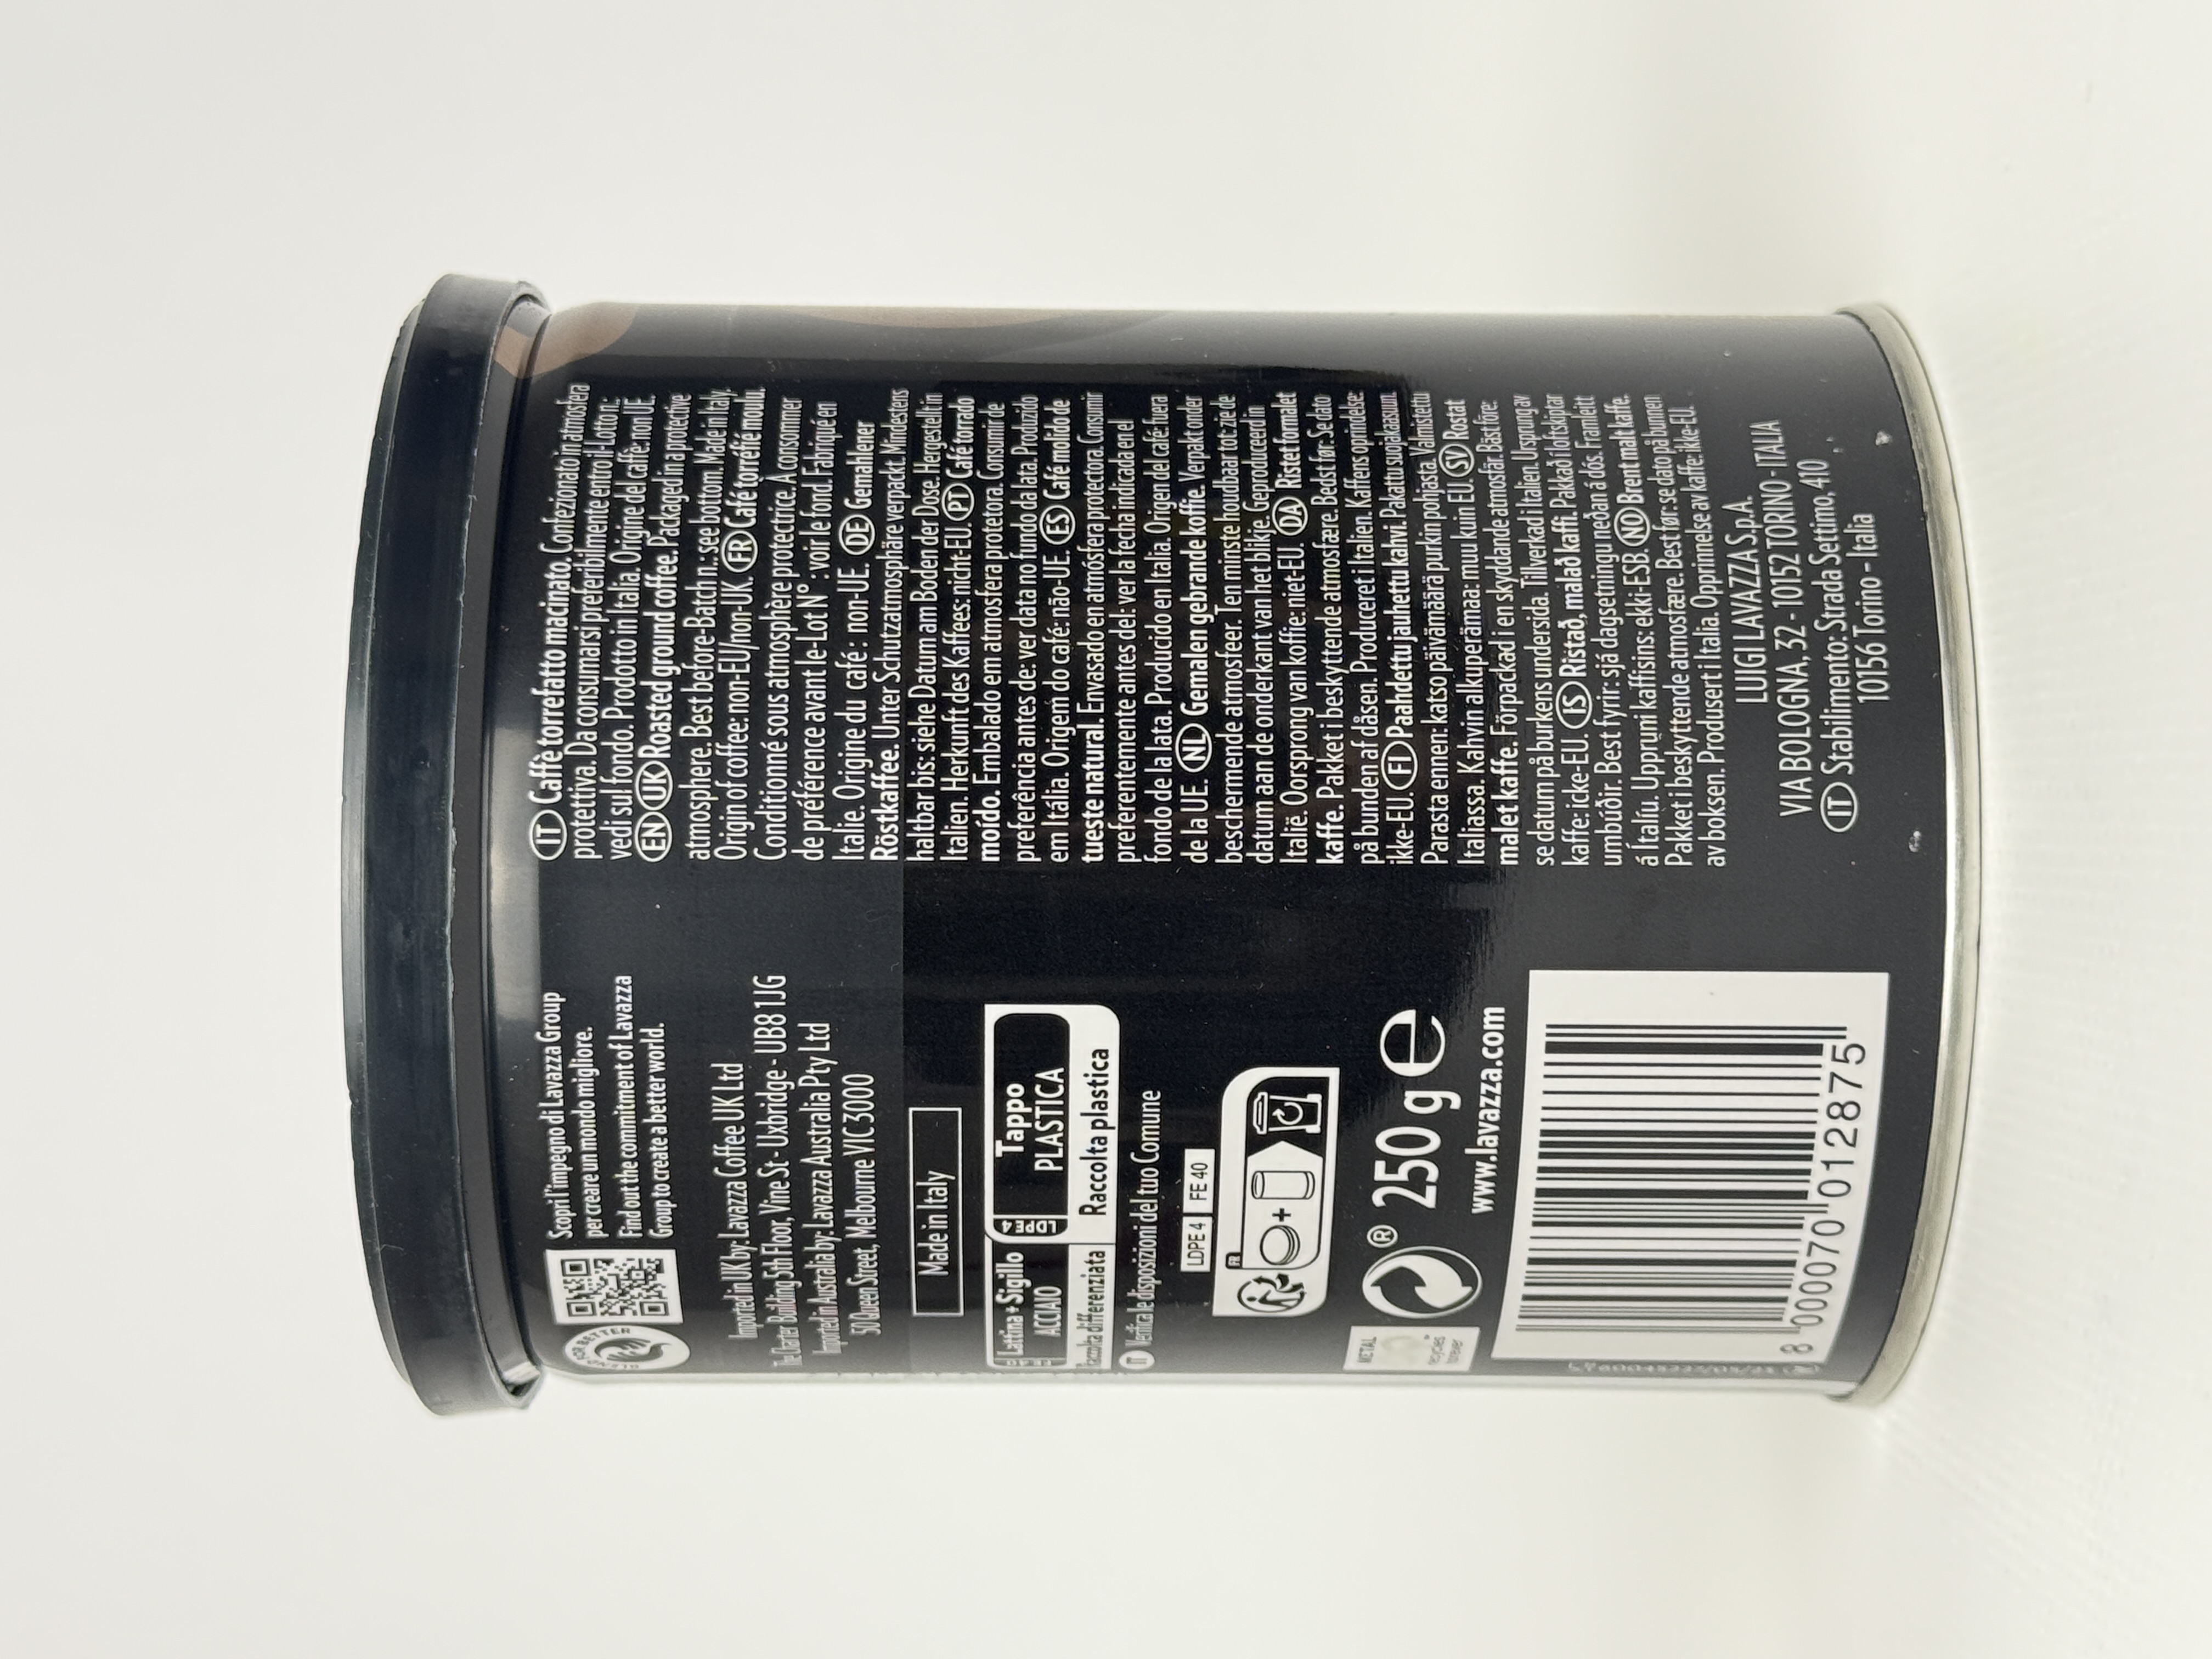 Scopri l'impegno di Lavazza Group
per creare un mondo migliore.
Find out the commitment of Lavazza
Group to create a better world.
Imported in UK by: Lavazza Coffee UK Ltd
The Charter Building 5th Floor, Vine St - Uxbridge - UB8 1JG
Imported in Australia by: Lavazza Australia Pty Ltd
50 Queen Street, Melbourne VIC 3000
Made in Italy
Lattina + Sigillo
ACCIAIO
Raccolta differenziata
LDPE 4
Tappo
PLASTICA
Raccolta plastica
IT Verifica le disposizioni del tuo Comune
LDPE 4 FE 40
FR
+
METAL
recycles
forever
® 250 g e
www.lavazza.com
8 000070 012875
IT Caffè torrefatto macinato. Confezionato in atmosfera
protettiva. Da consumarsi preferibilmente entro il-Lotto n.:
vedi sul fondo. Prodotto in Italia. Origine del caffè: non UE.
EN UK Roasted ground coffee. Packaged in a protective
atmosphere. Best before-Batch n.: see bottom. Made in Italy.
Origin of coffee: non-EU/non-UK. FR Café torréfié moulu.
Conditionné sous atmosphère protectrice. À consommer
de préférence avant le-Lot N° : voir le fond. Fabriqué en
Italie. Origine du café : non-UE. DE Gemahlener
Röstkaffee. Unter Schutzatmosphäre verpackt. Mindestens
haltbar bis: siehe Datum am Boden der Dose. Hergestellt in
Italien. Herkunft des Kaffees: nicht-EU. PT Café torrado
moído. Embalado em atmosfera protetora. Consumir de
preferência antes de: ver data no fundo da lata. Produzido
em Itália. Origem do café: não-UE. ES Café molido de
tueste natural. Envasado en atmósfera protectora. Consumir
preferentemente antes del: ver la fecha indicada en el
fondo de la lata. Producido en Italia. Origen del café: fuera
de la UE. NL Gemalen gebrande koffie. Verpakt onder
beschermende atmosfeer. Ten minste houdbaar tot: zie de
datum aan de onderkant van het blikje. Geproduceerd in
Italië. Oorsprong van koffie: niet-EU. DA Ristet formalet
kaffe. Pakket i beskyttende atmosfære. Bedst før: Se dato
på bunden af dåsen. Produceret i Italien. Kaffens oprindelse:
ikke-EU. FI Paahdettu jauhettu kahvi. Pakattu suojakaasuun.
Parasta ennen: katso päivämäärä purkin pohjasta. Valmistettu
Italiassa. Kahvin alkuperämaa: muu kuin EU. SV Rostat
malet kaffe. Förpackad i en skyddande atmosfär. Bäst före:
se datum på burkens undersida. Tillverkad i Italien. Ursprung av
kaffe: icke-EU. IS Ristað, malað kaffi. Pakkað í loftskiptar
umbúðir. Best fyrir: sjá dagsetningu neðan á dós. Framleitt
á Ítalíu. Uppruni kaffisins: ekki-ESB. NO Brent malt kaffe.
Pakket i beskyttende atmosfære. Best før: se dato på bunnen
av boksen. Produsert i Italia. Opprinnelse av kaffe: ikke-EU.
LUIGI LAVAZZA S.p.A.
VIA BOLOGNA, 32 - 10152 TORINO - ITALIA
IT Stabilimento: Strada Settimo, 410
10156 Torino - Italia